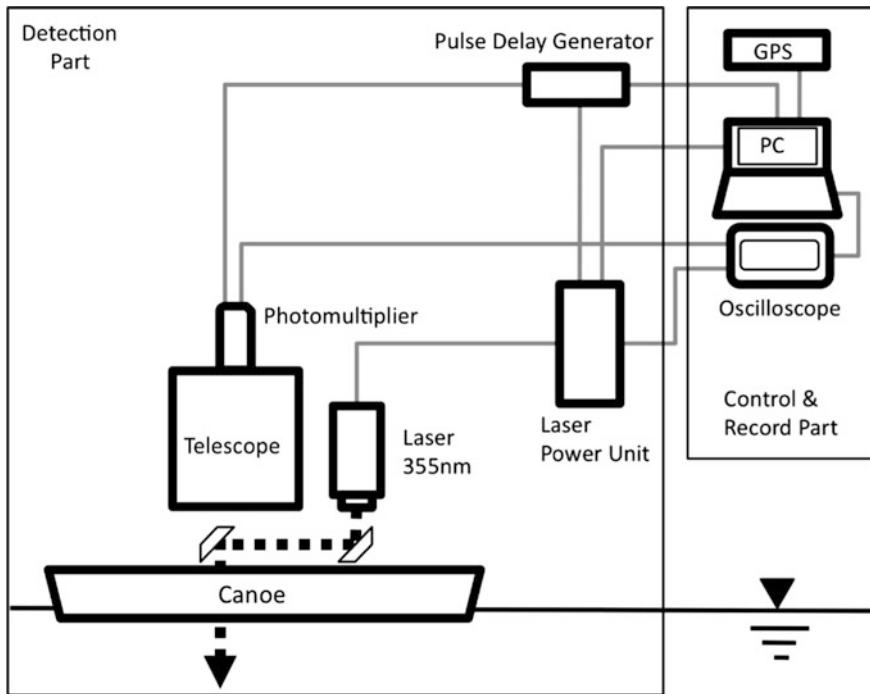 Detection
Part
Pulse Delay Generator
GPS
PC
Photomultiplier
Oscilloscope
Telescope
Laser
355nm
Laser
Power Unit
Control &
Record Part
Canoe